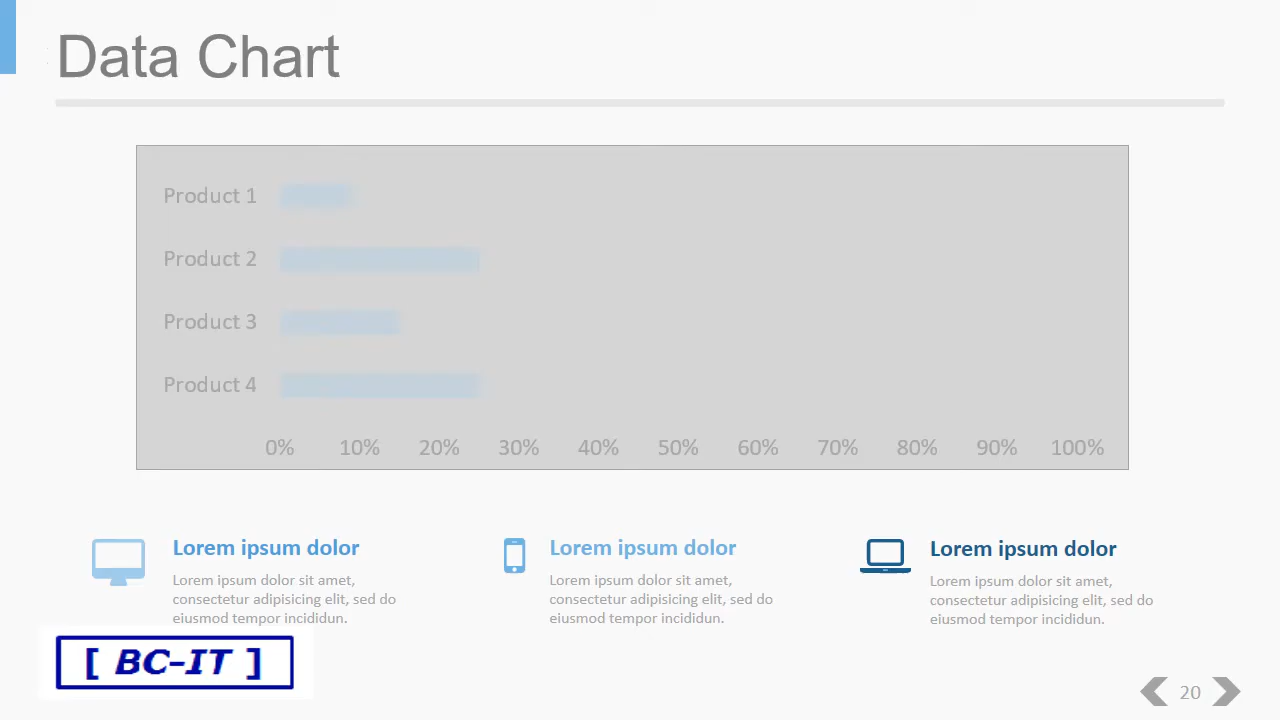 Data Chart
Product 1
Product 2
Product 3
Product 4
0% 10% 20% 30% 40% 50% 60% 70% 80% 90% 100%
Lorem ipsum dolor
Lorem ipsum dolor sit amet,
consectetur adipisicing elit, sed do
eiusmod tempor incididun.
Lorem ipsum dolor
Lorem ipsum dolor sit amet,
consectetur adipisicing elit, sed do
eiusmod tempor incididun.
Lorem ipsum dolor
Lorem ipsum dolor sit amet,
consectetur adipisicing elit, sed do
eiusmod tempor incididun.
[ BC-IT ]
20